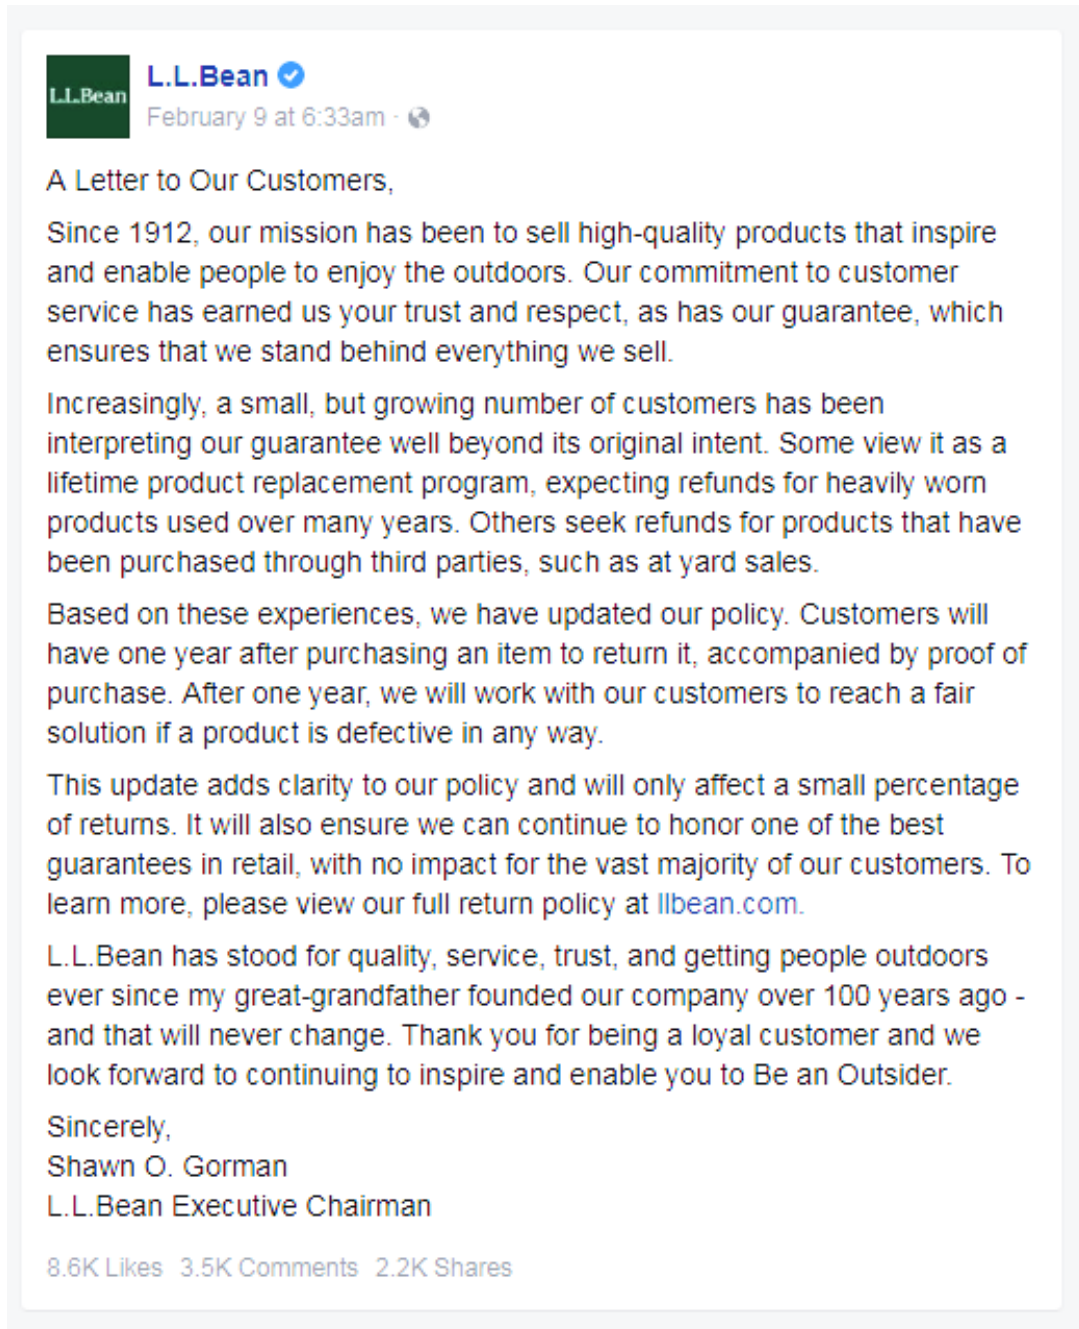 L.L.Bean
L.L.Bean
February 9 at 6:33am ·
A Letter to Our Customers,
Since 1912, our mission has been to sell high-quality products that inspire
and enable people to enjoy the outdoors. Our commitment to customer
service has earned us your trust and respect, as has our guarantee, which
ensures that we stand behind everything we sell.
Increasingly, a small, but growing number of customers has been
interpreting our guarantee well beyond its original intent. Some view it as a
lifetime product replacement program, expecting refunds for heavily worn
products used over many years. Others seek refunds for products that have
been purchased through third parties, such as at yard sales.
Based on these experiences, we have updated our policy. Customers will
have one year after purchasing an item to return it, accompanied by proof of
purchase. After one year, we will work with our customers to reach a fair
solution if a product is defective in any way.
This update adds clarity to our policy and will only affect a small percentage
of returns. It will also ensure we can continue to honor one of the best
guarantees in retail, with no impact for the vast majority of our customers. To
learn more, please view our full return policy at llbean.com.
L.L.Bean has stood for quality, service, trust, and getting people outdoors
ever since my great-grandfather founded our company over 100 years ago -
and that will never change. Thank you for being a loyal customer and we
look forward to continuing to inspire and enable you to Be an Outsider.
Sincerely,
Shawn O. Gorman
L.L.Bean Executive Chairman
8.6K Likes 3.5K Comments 2.2K Shares